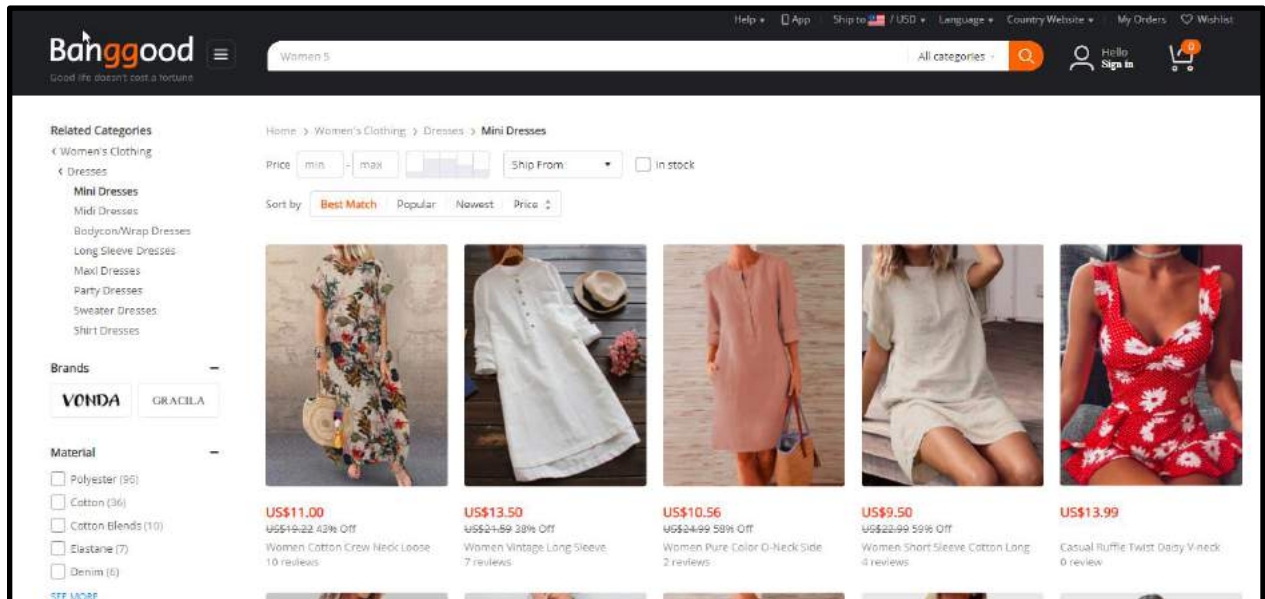 Help App Ship to / USD Language Country Website My Orders Wishlist
Banggood
Good life doesn't cost a fortune
Women S
All categories
Hello
Sign in
0
Related Categories
< Women's Clothing
< Dresses
Mini Dresses
Midi Dresses
Bodycon/Wrap Dresses
Long Sleeve Dresses
Maxi Dresses
Party Dresses
Sweater Dresses
Shirt Dresses
Brands
VONDA GRACILA
Material
Polyester (96)
Cotton (36)
Cotton Blends (10)
Elastane (7)
Denim (6)
SEE MORE
Home > Women's Clothing > Dresses > Mini Dresses
Price min - max Ship From In stock
Sort by Best Match Popular Newest Price
US$11.00
US$19.22 43% Off
Women Cotton Crew Neck Loose
10 reviews
US$13.50
US$21.59 38% Off
Women Vintage Long Sleeve
7 reviews
US$10.56
US$24.99 58% Off
Women Pure Color O-Neck Side
2 reviews
US$9.50
US$22.99 59% Off
Women Short Sleeve Cotton Long
4 reviews
US$13.99
Casual Ruffle Twist Daisy V-neck
0 review